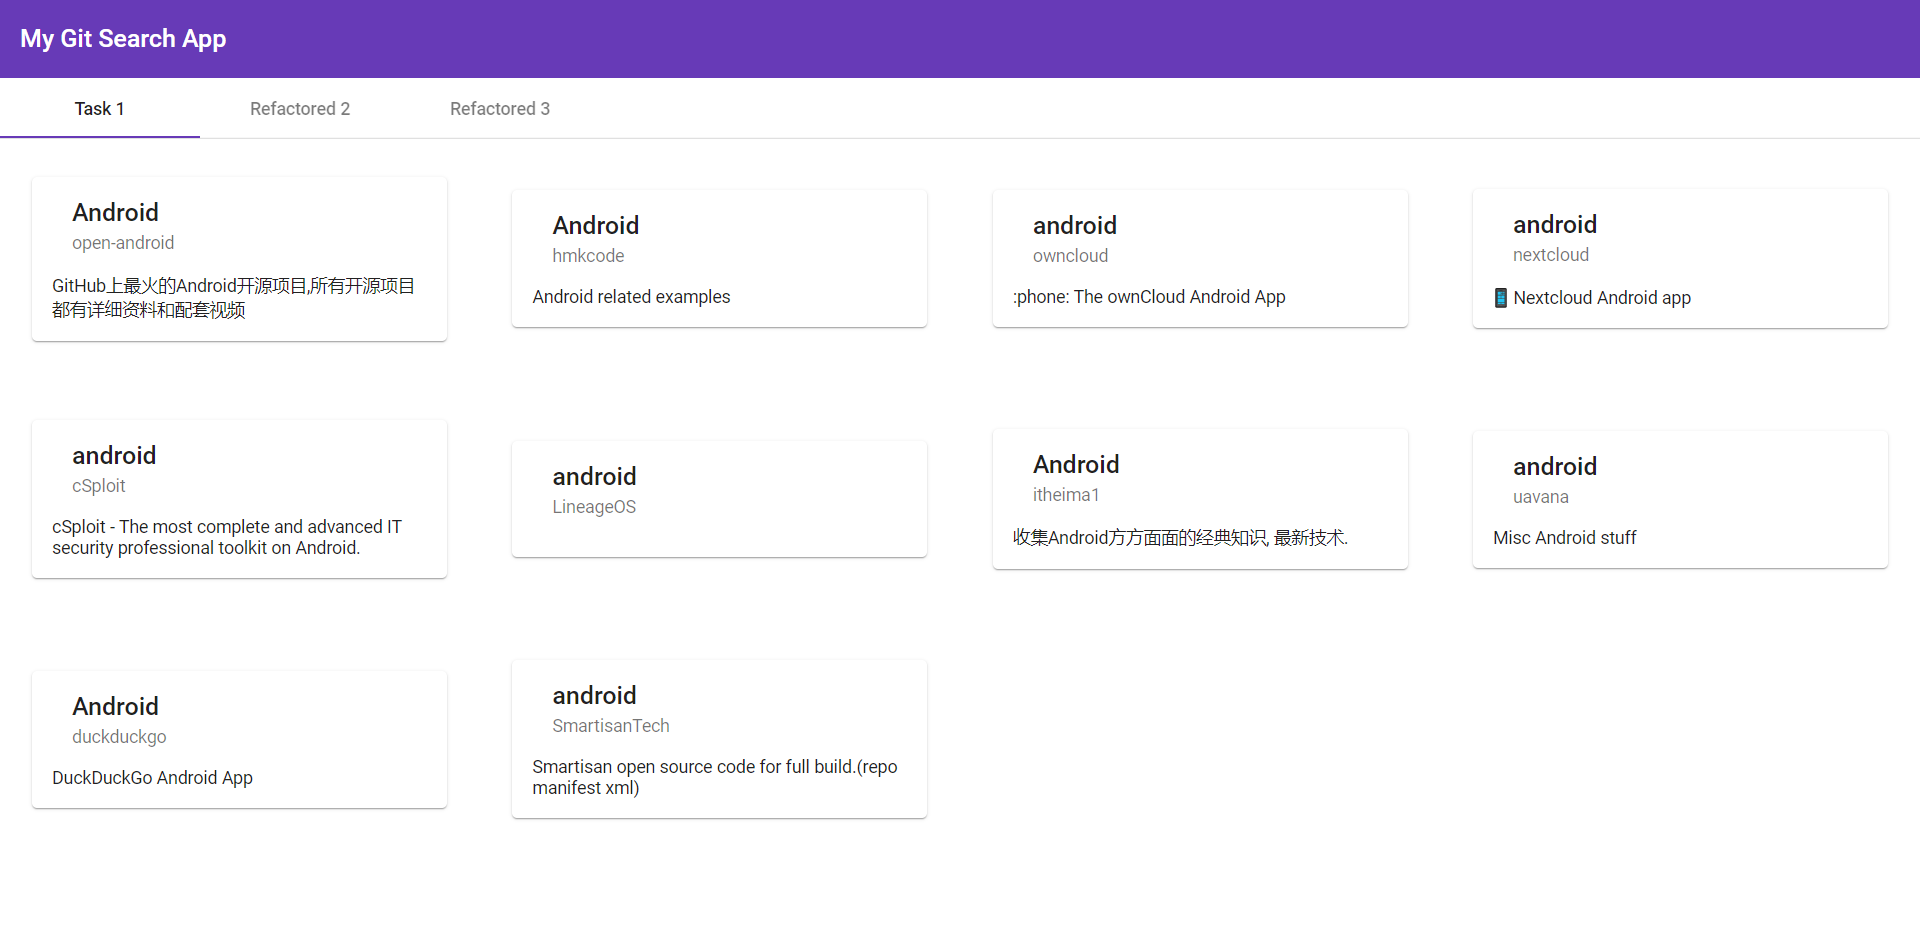 My Git Search App
Task 1
Refactored 2
Refactored 3
Android
open-android
GitHub上最火的Android开源项目,所有开源项目
都有详细资料和配套视频
Android
hmkcode
Android related examples
android
owncloud
:phone: The ownCloud Android App
android
nextcloud
📱 Nextcloud Android app
android
cSploit
cSploit - The most complete and advanced IT
security professional toolkit on Android.
android
LineageOS
Android
itheima1
收集Android方方面面的经典知识, 最新技术.
android
uavana
Misc Android stuff
Android
duckduckgo
DuckDuckGo Android App
android
SmartisanTech
Smartisan open source code for full build.(repo
manifest xml)